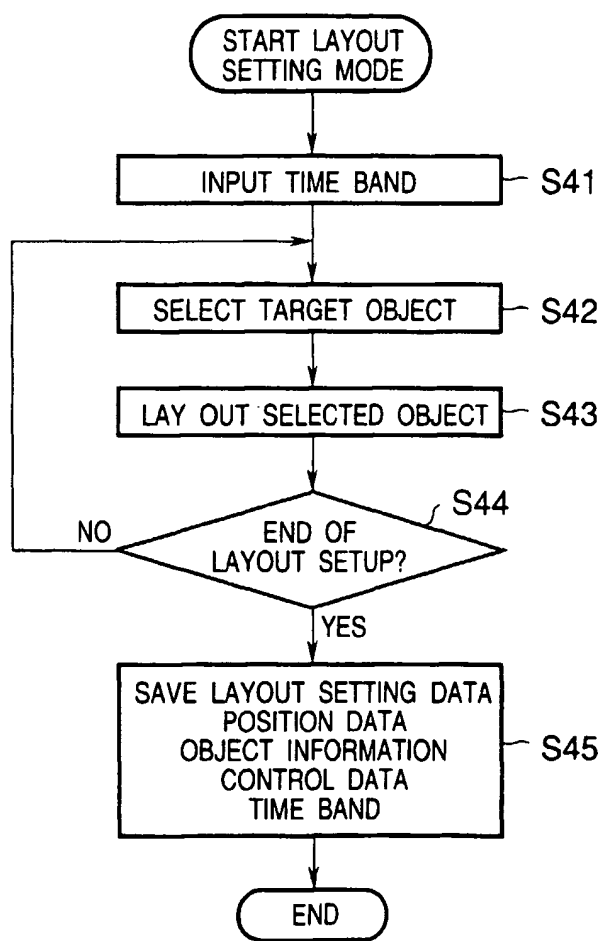 START LAYOUT
SETTING MODE
INPUT TIME BAND
S41
SELECT TARGET OBJECT
S42
LAY OUT SELECTED OBJECT
S43
S44
NO
END OF
LAYOUT SETUP?
YES
SAVE LAYOUT SETTING DATA
POSITION DATA
OBJECT INFORMATION
CONTROL DATA
TIME BAND
S45
END